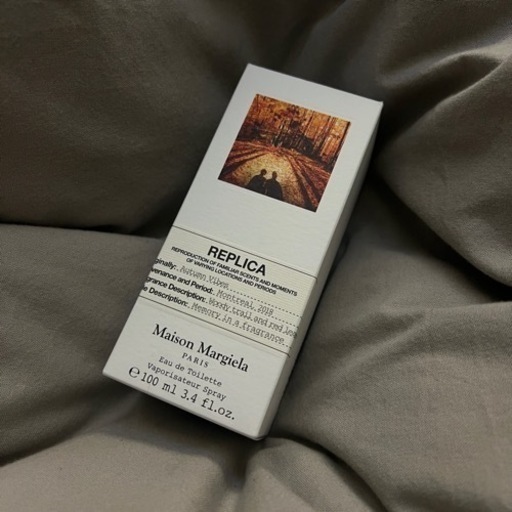 REPLICA
REPRODUCTION OF FAMILIAR SCENTS AND MOMENTS
OF VARYING LOCATIONS AND PERIODS
ginally: Autumn Vibes
venance and Period: Montreal, 2018
rance Description: Woody trail and red lea
e Description: Memory in a fragrance
Maison Margiela
PARIS
Eau de Toilette
Vaporisateur Spray
℮ 100 ml 3.4 fl.oz.